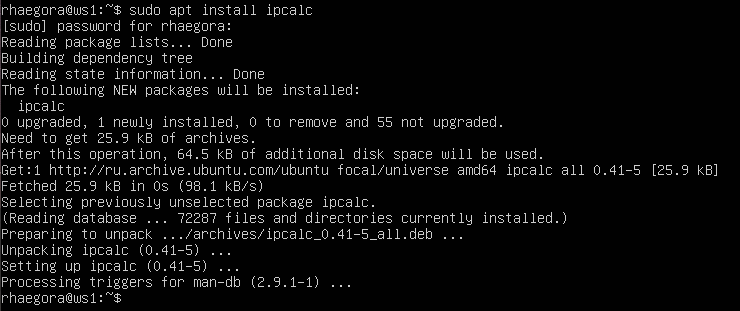 rhaegora@ws1:~$ sudo apt install ipcalc
[sudo] password for rhaegora:
Reading package lists... Done
Building dependency tree
Reading state information... Done
The following NEW packages will be installed:
  ipcalc
0 upgraded, 1 newly installed, 0 to remove and 55 not upgraded.
Need to get 25.9 kB of archives.
After this operation, 64.5 kB of additional disk space will be used.
Get:1 http://ru.archive.ubuntu.com/ubuntu focal/universe amd64 ipcalc all 0.41-5 [25.9 kB]
Fetched 25.9 kB in 0s (98.1 kB/s)
Selecting previously unselected package ipcalc.
(Reading database ... 72287 files and directories currently installed.)
Preparing to unpack .../archives/ipcalc_0.41-5_all.deb ...
Unpacking ipcalc (0.41-5) ...
Setting up ipcalc (0.41-5) ...
Processing triggers for man-db (2.9.1-1) ...
rhaegora@ws1:~$